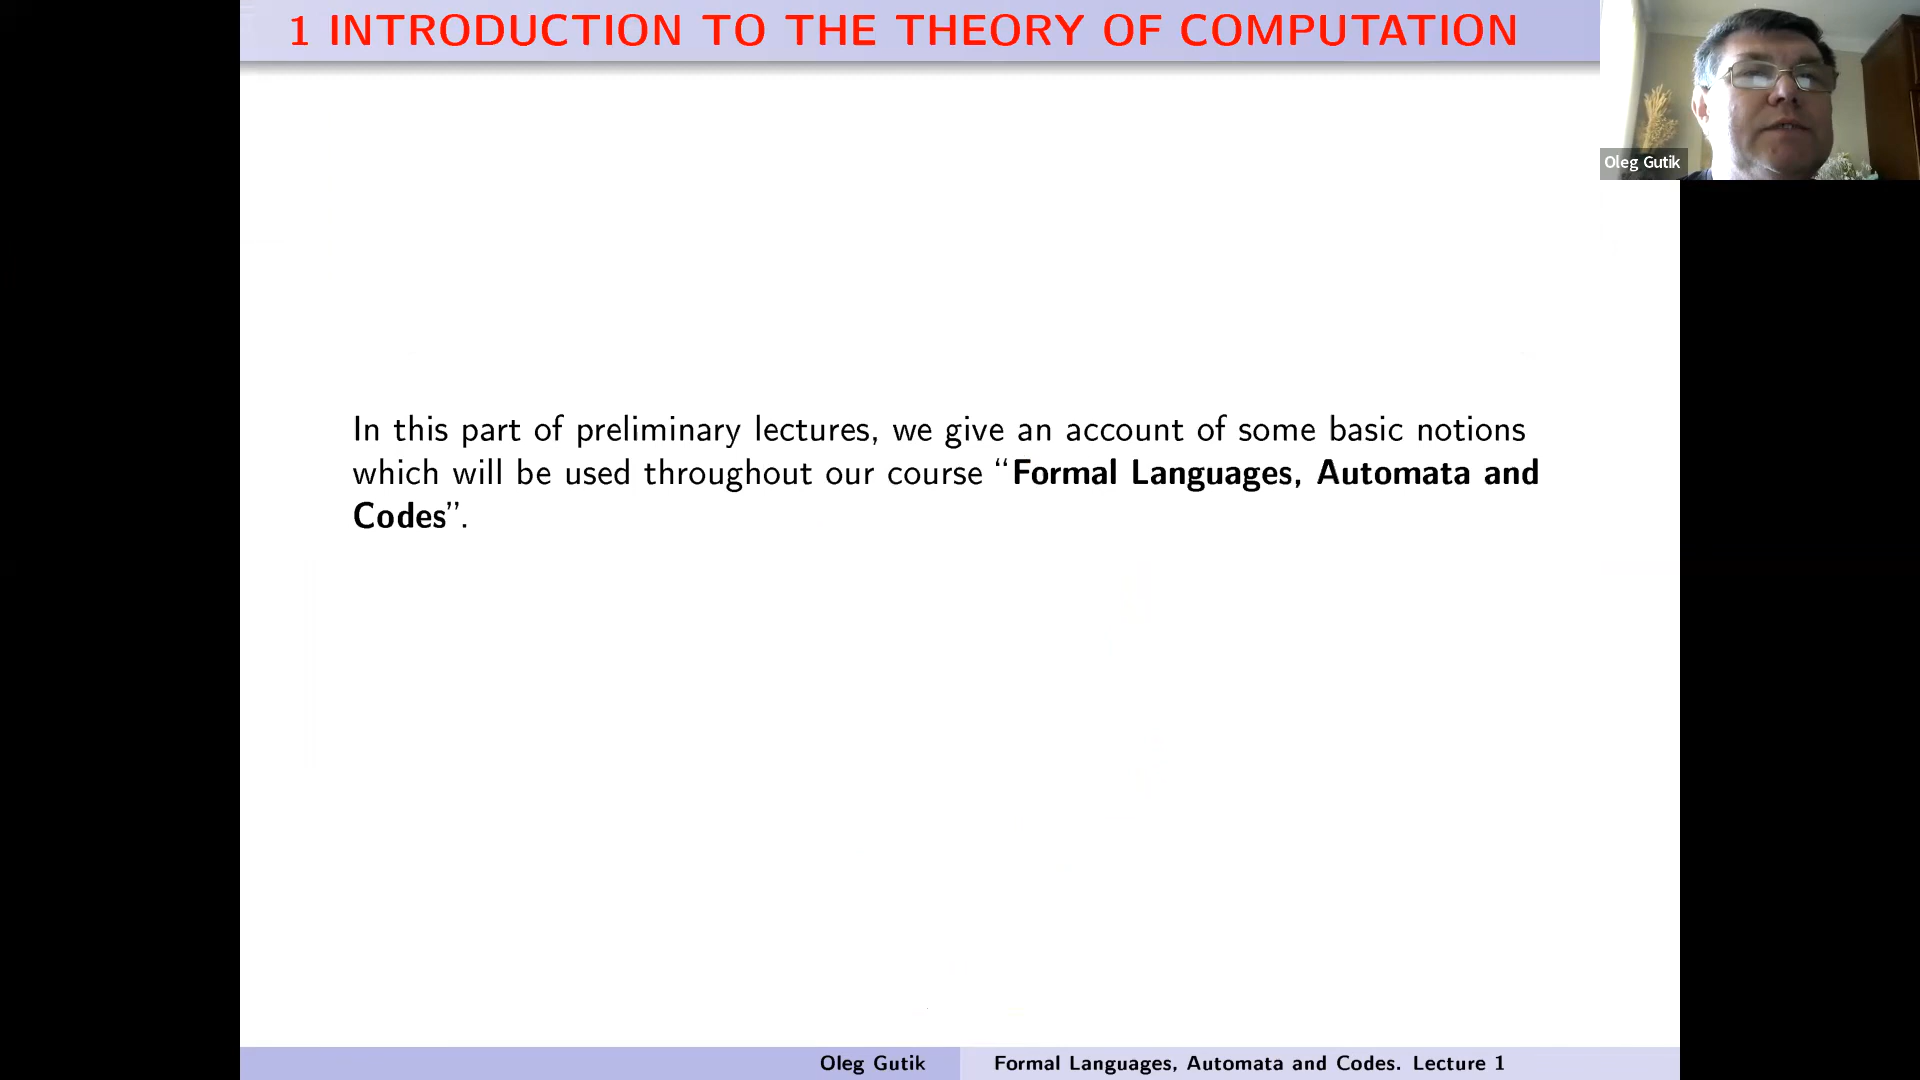 1 INTRODUCTION TO THE THEORY OF COMPUTATION
Oleg Gutik
In this part of preliminary lectures, we give an account of some basic notions
which will be used throughout our course “Formal Languages, Automata and
Codes”.
Oleg Gutik
Formal Languages, Automata and Codes. Lecture 1